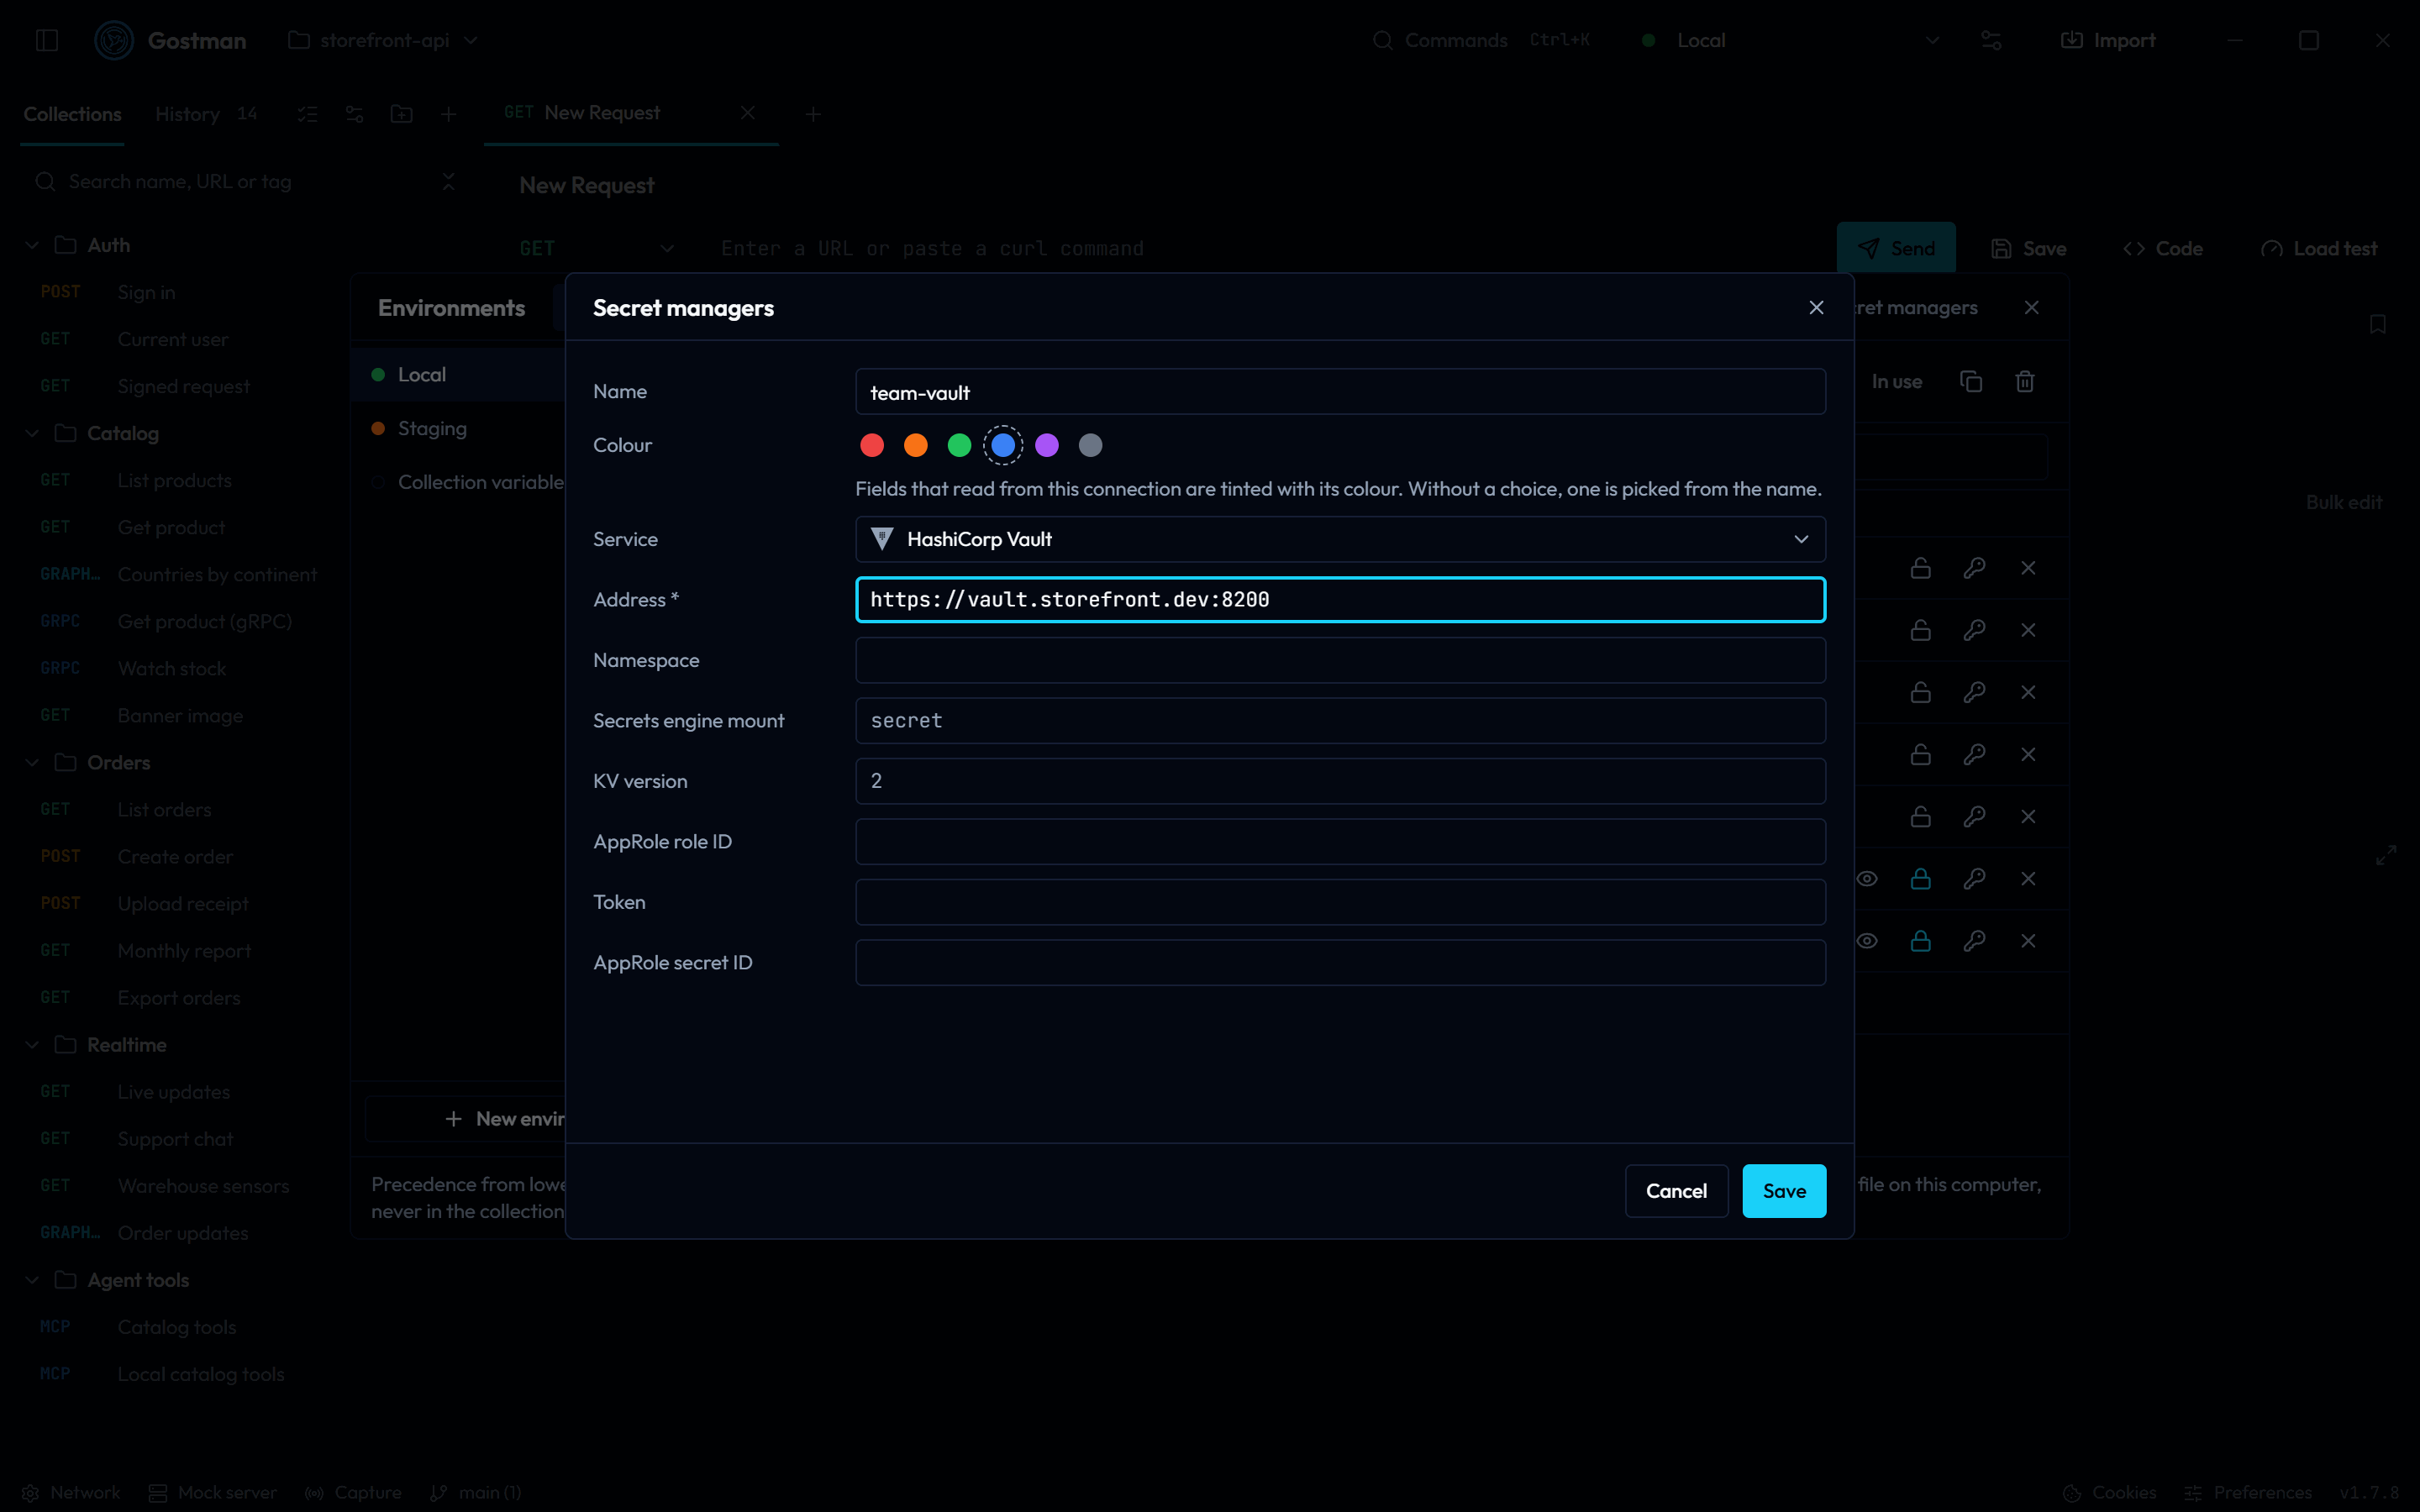 Gostman
storefront-api
Commands Ctrl+K
Local
Import
Collections
History 14
GET New Request
Search name, URL or tag
New Request
GET
Enter a URL or paste a curl command
Send
Save
Code
Load test
Auth
POST Sign in
GET Current user
GET Signed request
Catalog
GET List products
GET Get product
GRAPH… Countries by continent
GRPC Get product (gRPC)
GRPC Watch stock
GET Banner image
Orders
GET List orders
POST Create order
POST Upload receipt
GET Monthly report
GET Export orders
Realtime
GET Live updates
GET Support chat
GET Warehouse sensors
GRAPH… Order updates
Agent tools
MCP Catalog tools
MCP Local catalog tools
Environments
Local
Staging
Collection variable
New envir
Precedence from lowe
never in the collection
Secret managers
Name team-vault
Colour
Fields that read from this connection are tinted with its colour. Without a choice, one is picked from the name.
Service HashiCorp Vault
Address * https://vault.storefront.dev:8200
Namespace
Secrets engine mount secret
KV version 2
AppRole role ID
Token
AppRole secret ID
Cancel
Save
cret managers
In use
Bulk edit
file on this computer,
Network
Mock server
Capture
main (1)
Cookies
Preferences
v1.7.8